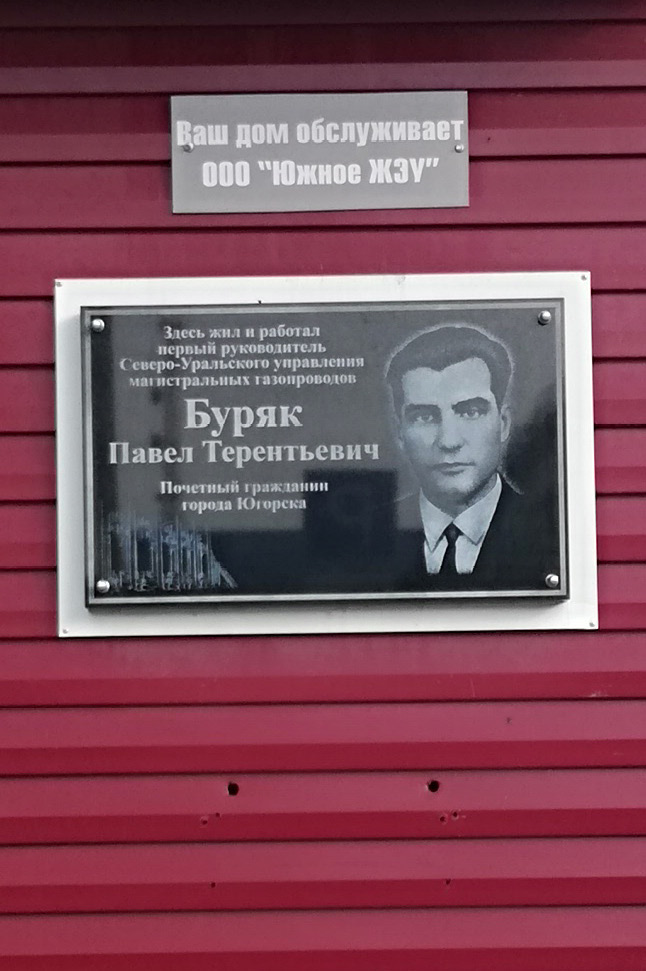 Ваш дом обслуживает
ООО "Южное ЖЭУ"
Здесь жил и работал
первый руководитель
Северо-Уральского управления
магистральных газопроводов
Буряк
Павел Терентьевич
Почетный гражданин
города Югорска